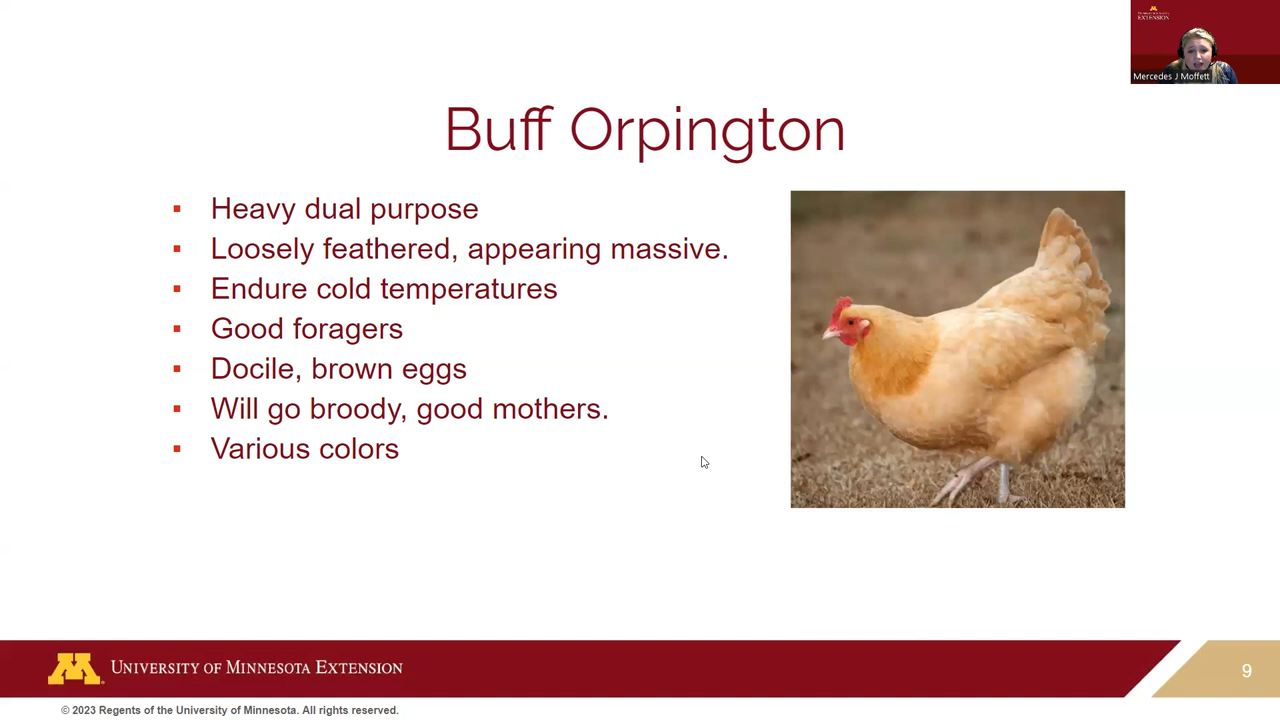 EXTENSION
Mercedes J Moffett
Buff Orpington
▪ Heavy dual purpose
▪ Loosely feathered, appearing massive.
▪ Endure cold temperatures
▪ Good foragers
▪ Docile, brown eggs
▪ Will go broody, good mothers.
▪ Various colors
M UNIVERSITY OF MINNESOTA EXTENSION
9
© 2023 Regents of the University of Minnesota. All rights reserved.